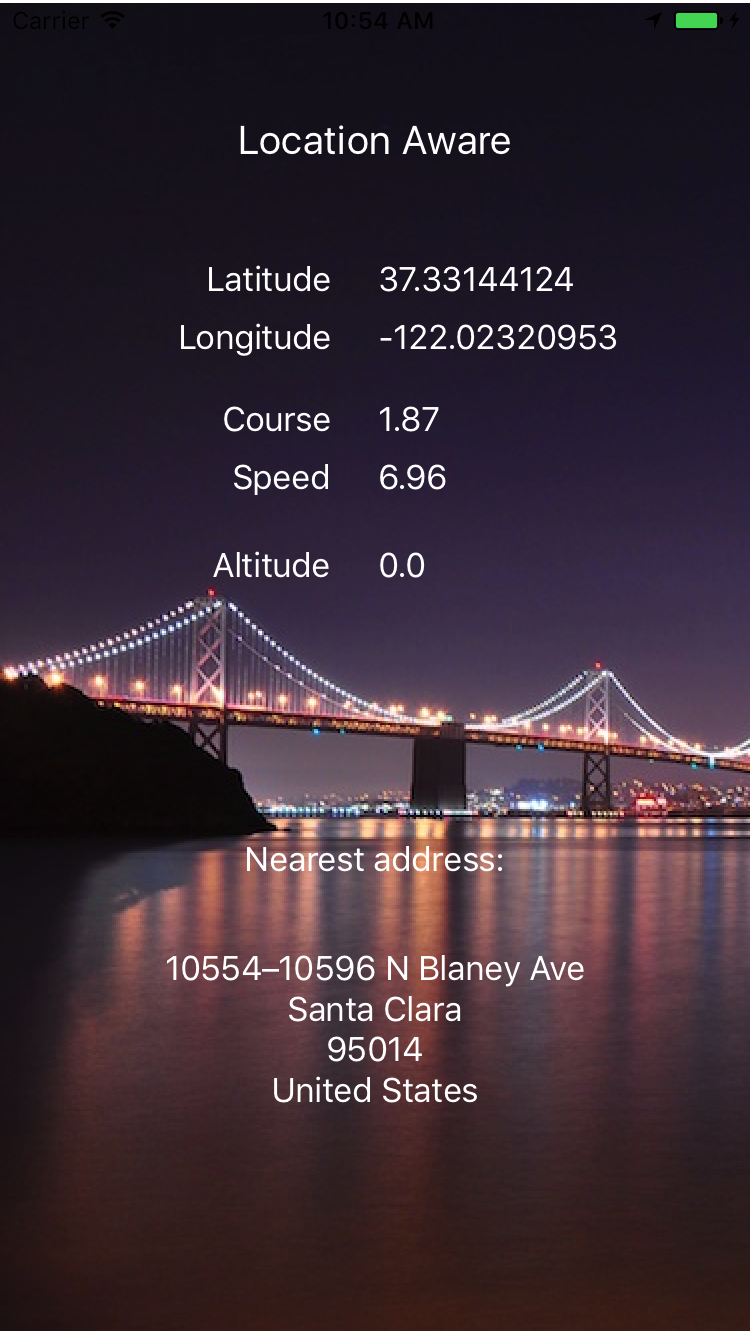 Carrier 10:54 AM
Location Aware
Latitude 37.33144124
Longitude -122.02320953
Course 1.87
Speed 6.96
Altitude 0.0
Nearest address:
10554–10596 N Blaney Ave
Santa Clara
95014
United States